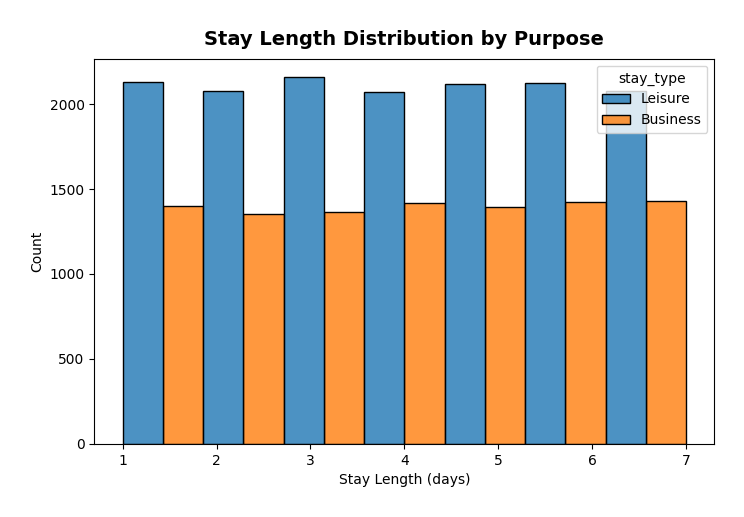 Stay Length Distribution by Purpose
stay_type
Leisure
Business
2000
1500
1000
500
0
Count
1 2 3 4 5 6 7
Stay Length (days)